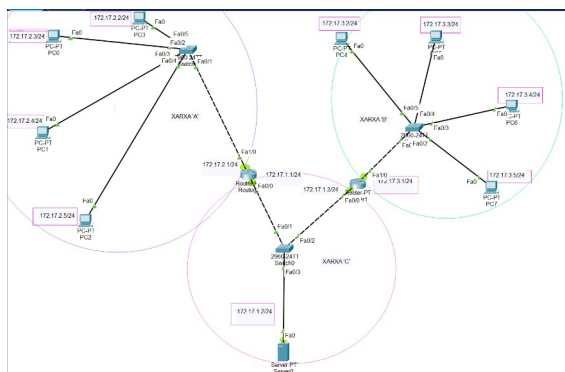 172.17.2.2/24
Fa0
PC-PT
PC3
172.17.2.3/24
Fa0
PC-PT
PC0
Fa0/5
Fa0/2
Fa0/3
Fa0/4
Fa0/1
XARXA 'A'
172.17.2.4/24
Fa0
PC-PT
PC1
172.17.2.5/24
Fa0
PC-PT
PC2
172.17.3.2/24
Fa0
PC-PT
PC4
172.17.3.3/24
PC-PT
Fa0
172.17.3.4/24
Fa0
PC6
XARXA 'B'
Fa0/5
Fa0/4
Fa0/3
2960-24TT
Fa0/2
172.17.3.5/24
Fa0
PC-PT
PC7
Fa1/0
172.17.2.1/24
172.17.1.1/24
Fa0/0
Fa1/0
172.17.1.3/24
172.17.3.1/24
Fa0/0
Fa0/1
Fa0/2
2960-24TT
Switch0
Fa0/3
XARXA 'C'
172.17.1.2/24
Fa0
Server-PT
Server0